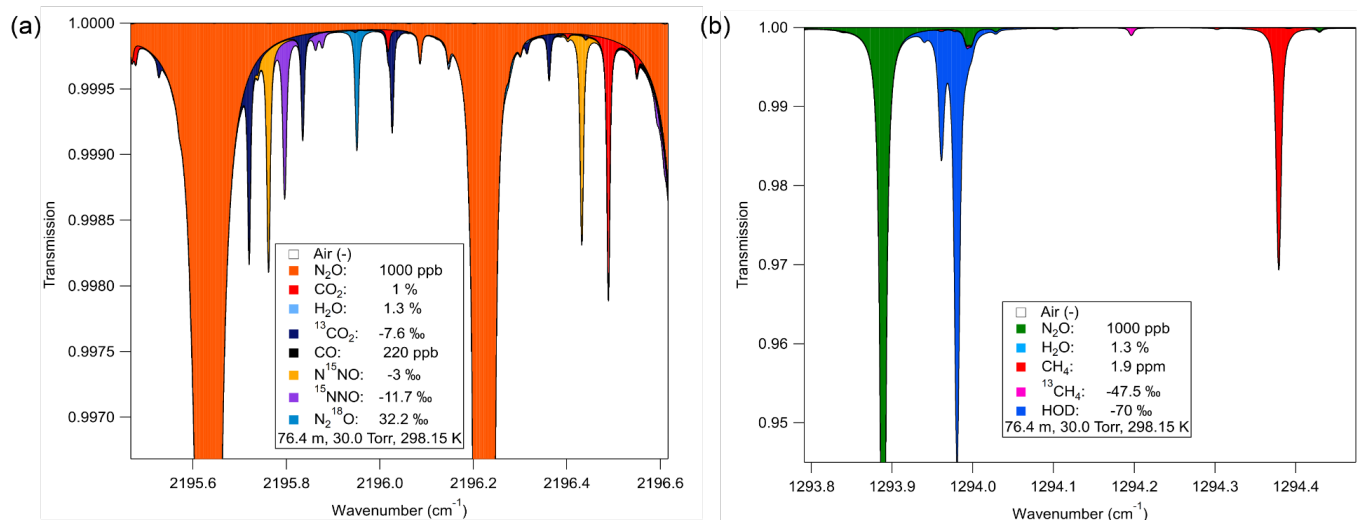 (a)
1.0000
0.9995
0.9990
0.9985
0.9980
0.9975
0.9970
Transmission
Air (-)
N₂O: 1000 ppb
CO₂: 1 %
H₂O: 1.3 %
¹³CO₂: -7.6 ‰
CO: 220 ppb
N¹⁵NO: -3 ‰
¹⁵NNO: -11.7 ‰
N₂¹⁸O: 32.2 ‰
76.4 m, 30.0 Torr, 298.15 K
2195.6 2195.8 2196.0 2196.2 2196.4 2196.6
Wavenumber (cm⁻¹)
(b)
1.00
0.99
0.98
0.97
0.96
0.95
Transmission
Air (-)
N₂O: 1000 ppb
H₂O: 1.3 %
CH₄: 1.9 ppm
¹³CH₄: -47.5 ‰
HOD: -70 ‰
76.4 m, 30.0 Torr, 298.15 K
1293.8 1293.9 1294.0 1294.1 1294.2 1294.3 1294.4
Wavenumber (cm⁻¹)